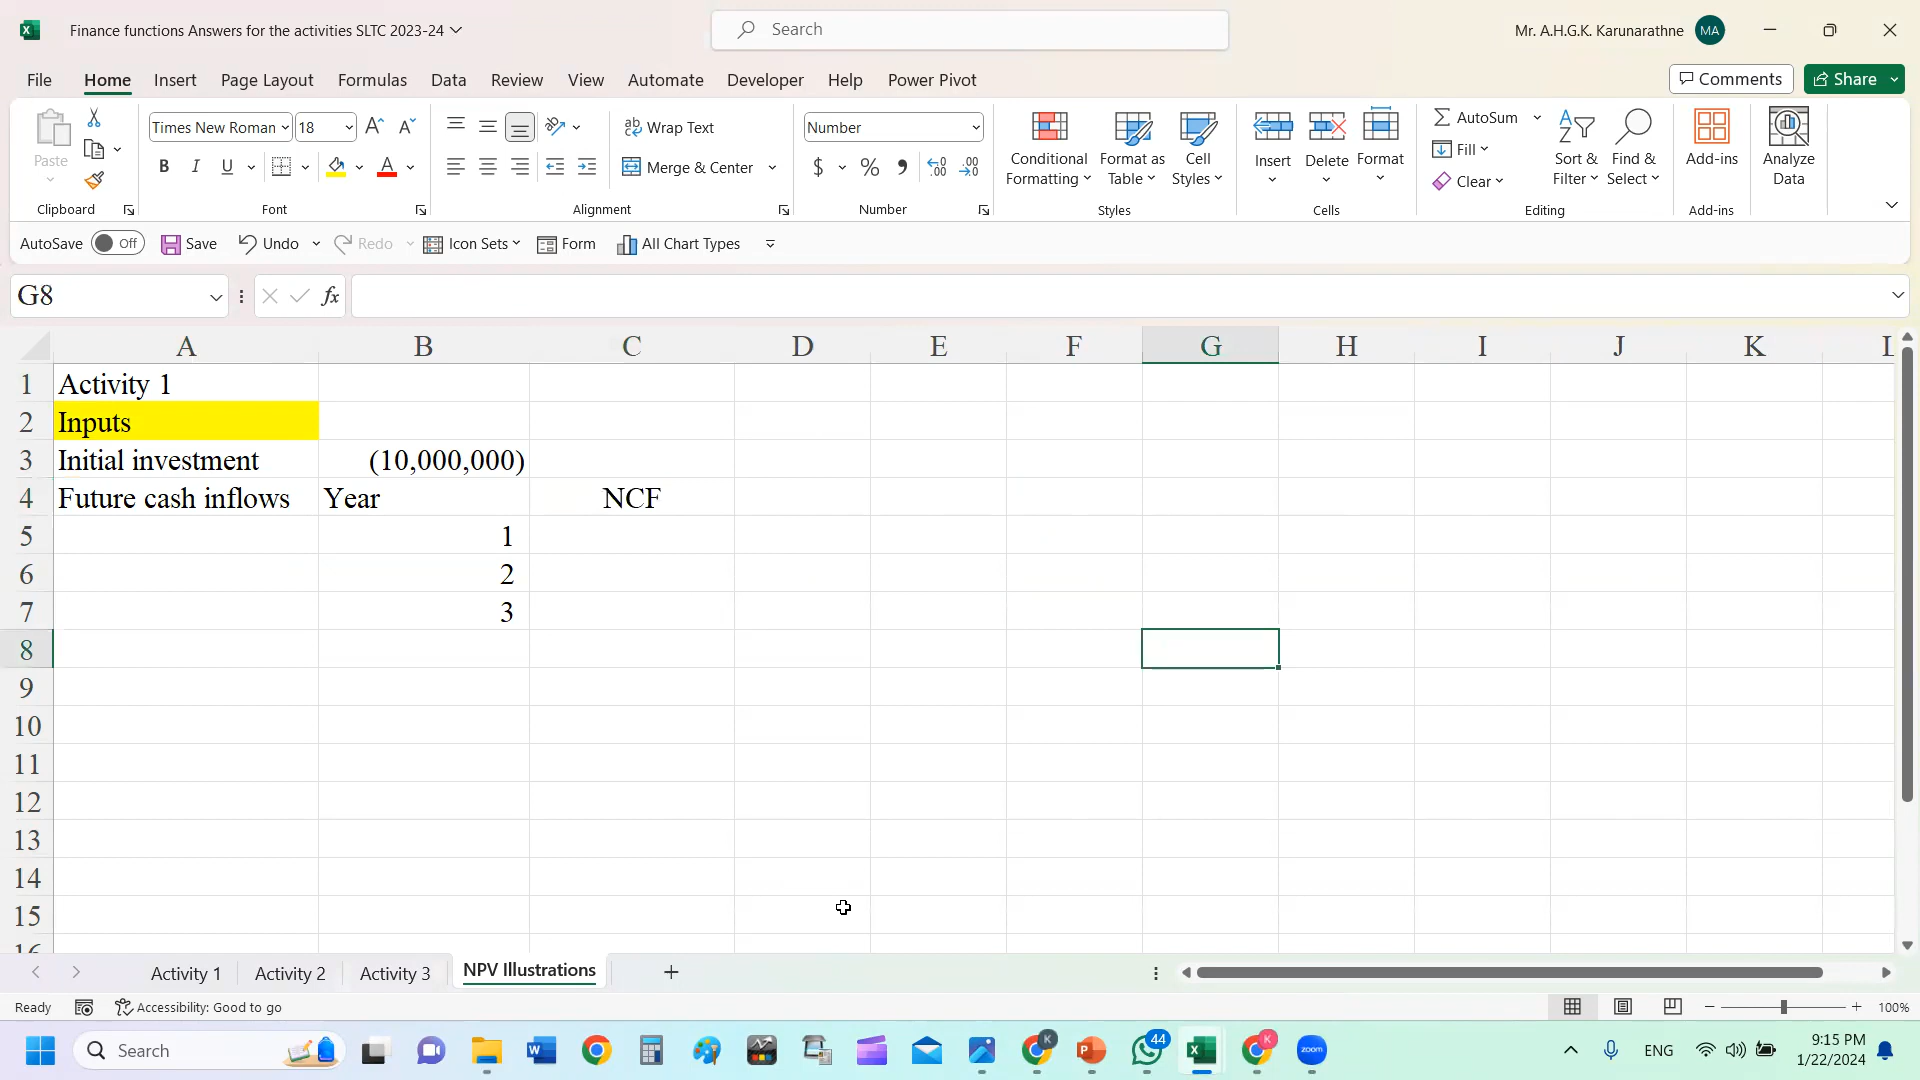 Finance functions Answers for the activities SLTC 2023-24
Search
Mr. A.H.G.K. Karunarathne
MA
File Home Insert Page Layout Formulas Data Review View Automate Developer Help Power Pivot
Comments
Share
Paste
Clipboard
Times New Roman
18
B I U
Font
Wrap Text
Merge & Center
Alignment
Number
$ % ,
Number
Conditional Formatting
Format as Table
Cell Styles
Styles
Insert
Delete
Format
Cells
AutoSum
Fill
Clear
Sort & Filter
Find & Select
Editing
Add-ins
Add-ins
Analyze Data
AutoSave Off Save Undo Redo Icon Sets Form All Chart Types
G8
fx
A B C D E F G H I J K L
1 Activity 1
2 Inputs
3 Initial investment (10,000,000)
4 Future cash inflows Year NCF
5 1
6 2
7 3
8
9
10
11
12
13
14
15
16
Activity 1 Activity 2 Activity 3 NPV Illustrations
Ready Accessibility: Good to go
100%
Search
44
K
K
zoom
ENG
9:15 PM
1/22/2024